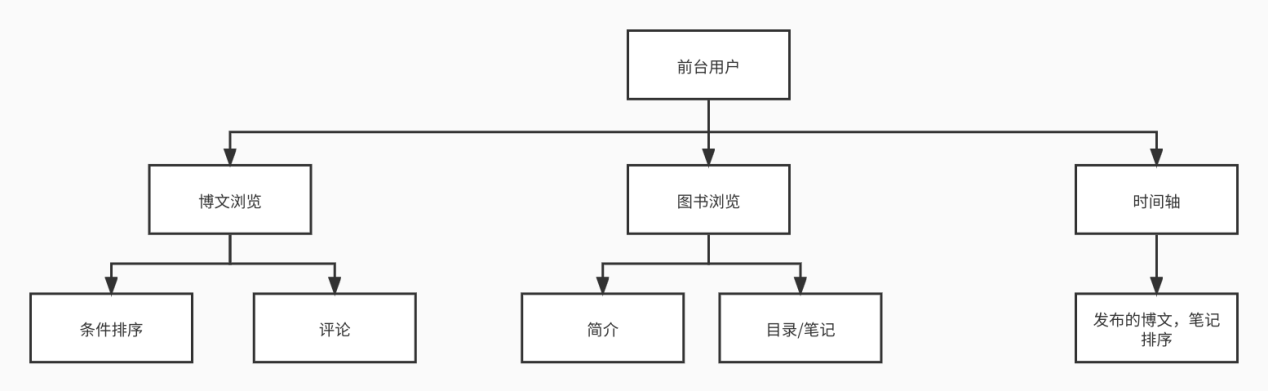 前台用户
博文浏览
图书浏览
时间轴
条件排序
评论
简介
目录/笔记
发布的博文，笔记
排序